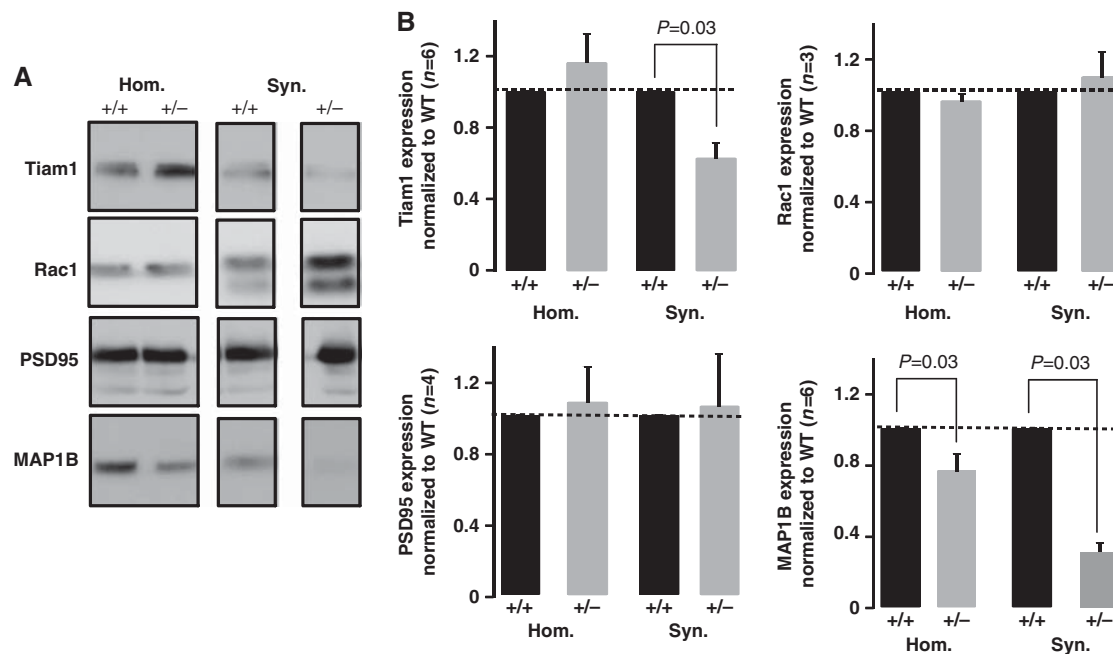 A
Hom.
Syn.
+/+ +/– +/+ +/–
Tiam1
Rac1
PSD95
MAP1B
B
Tiam1 expression
normalized to WT (n=6)
1.2
0.8
0.4
0
P=0.03
+/+ +/– +/+ +/–
Hom. Syn.
Rac1 expression
normalized to WT (n=3)
1.2
0.8
0.4
0
+/+ +/– +/+ +/–
Hom. Syn.
PSD95 expression
normalized to WT (n=4)
1.2
0.8
0.4
0
+/+ +/– +/+ +/–
Hom. Syn.
MAP1B expression
normalized to WT (n=6)
1.2
0.8
0.4
0
P=0.03 P=0.03
+/+ +/– +/+ +/–
Hom. Syn.